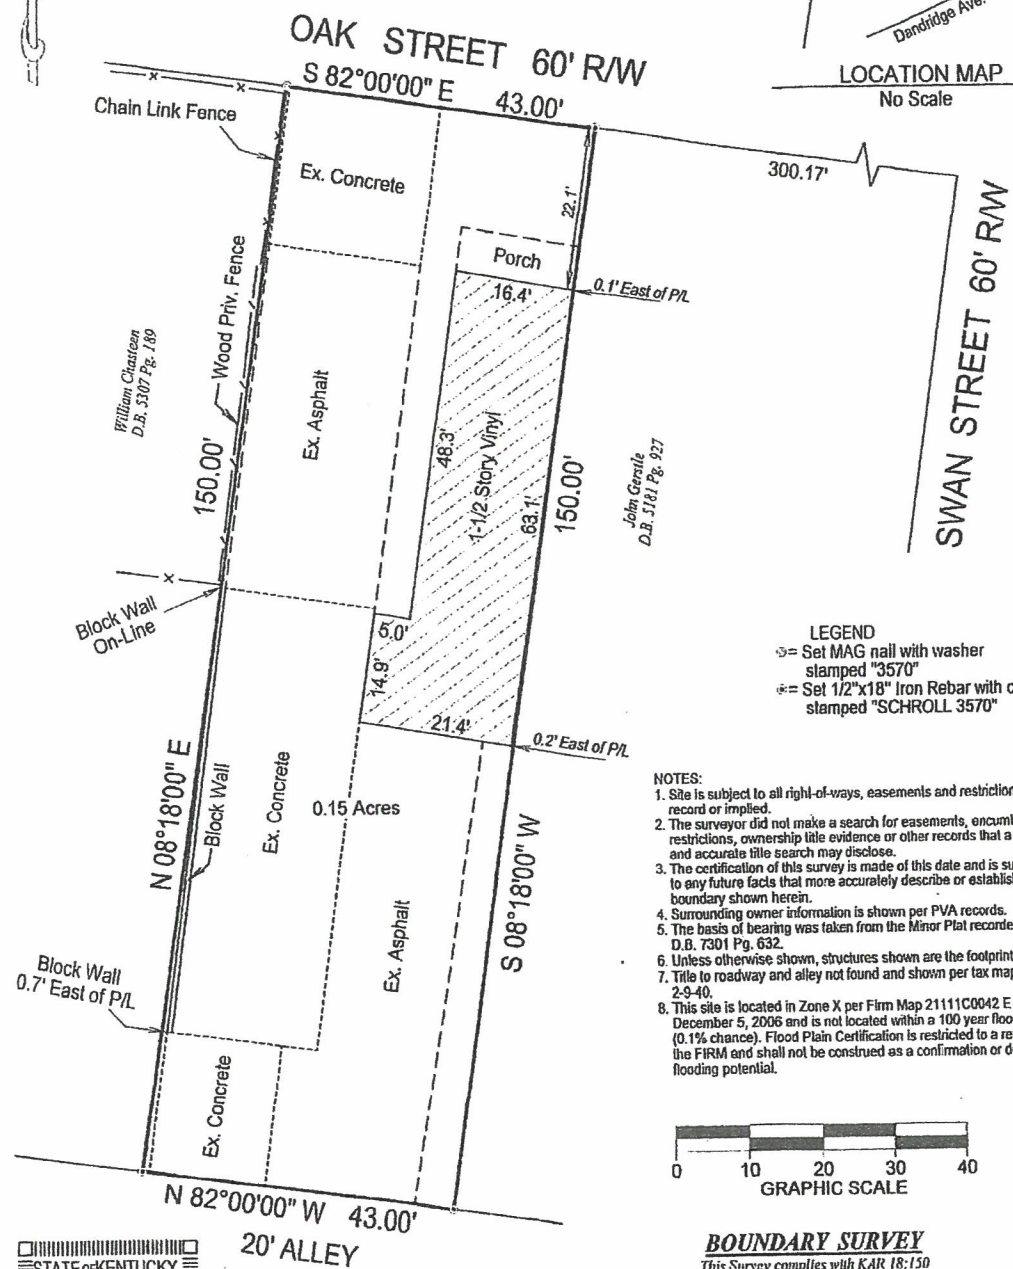 OAK STREET 60' R/W
S 82°00'00" E 43.00'
Dandridge Ave.
LOCATION MAP
No Scale
Chain Link Fence
Ex. Concrete
22.1'
300.17'
SWAN STREET 60' R/W
Porch
16.4'
0.1' East of P/L
Wood Priv. Fence
William Chasteen
D.B. 5307 Pg. 189
150.00'
Ex. Asphalt
48.3'
1-1/2 Story Vinyl
63.1'
150.00'
John Gerstle
D.B. 5181 Pg. 927
Block Wall
On-Line
5.0'
14.9'
21.4'
0.2' East of P/L
LEGEND
= Set MAG nail with washer
stamped "3570"
= Set 1/2"x18" Iron Rebar with c
stamped "SCHROLL 3570"
N 08°18'00" E
Block Wall
Ex. Concrete
0.15 Acres
S 08°18'00" W
Ex. Asphalt
Block Wall
0.7' East of P/L
Ex. Concrete
NOTES:
1. Site is subject to all right-of-ways, easements and restriction
record or implied.
2. The surveyor did not make a search for easements, encum
restrictions, ownership title evidence or other records that a
and accurate title search may disclose.
3. The certification of this survey is made of this date and is su
to any future facts that more accurately describe or establis
boundary shown herein.
4. Surrounding owner information is shown per PVA records.
5. The basis of bearing was taken from the Minor Plat recorde
D.B. 7301 Pg. 632.
6. Unless otherwise shown, structures shown are the footprint
7. Title to roadway and alley not found and shown per tax map
2-9-40.
8. This site is located in Zone X per Firm Map 21111C0042 E
December 5, 2006 and is not located within a 100 year floo
(0.1% chance). Flood Plain Certification is restricted to a re
the FIRM and shall not be construed as a confirmation or d
flooding potential.
0 10 20 30 40
GRAPHIC SCALE
N 82°00'00" W 43.00'
20' ALLEY
BOUNDARY SURVEY
This Survey complies with KAR 18:150
STATE of KENTUCKY